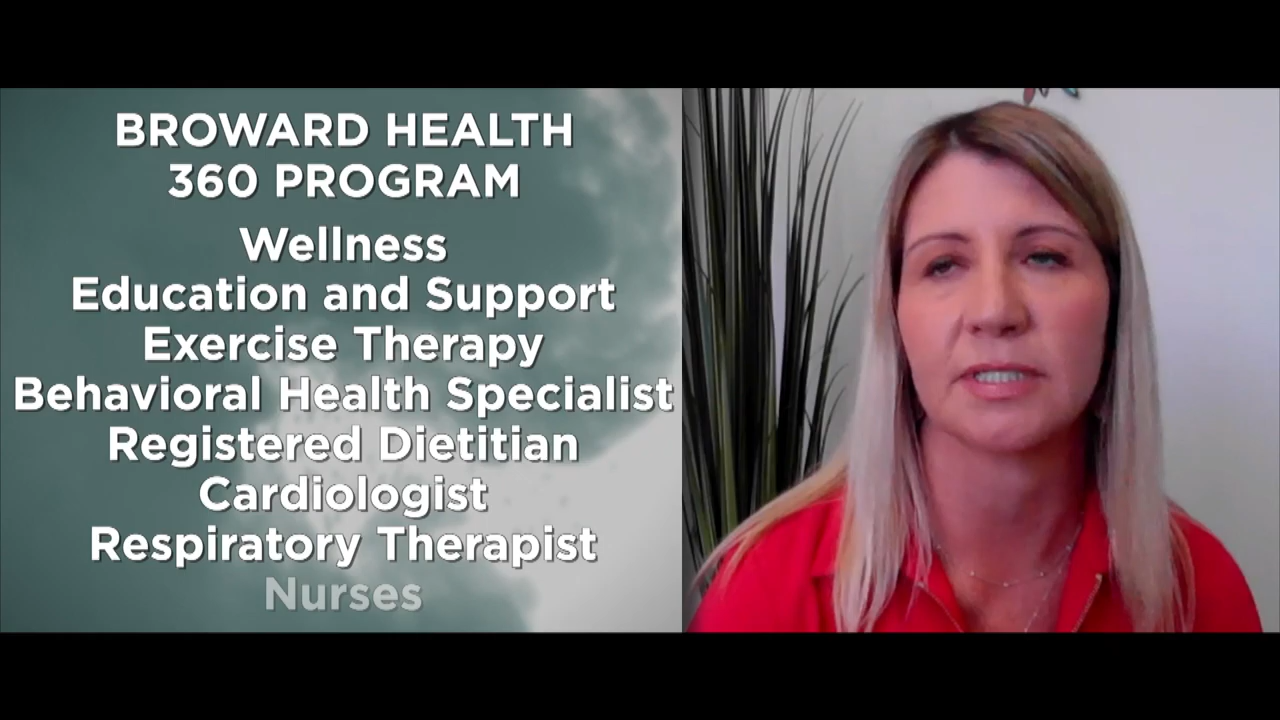 BROWARD HEALTH
360 PROGRAM
Wellness
Education and Support
Exercise Therapy
Behavioral Health Specialist
Registered Dietitian
Cardiologist
Respiratory Therapist
Nurses